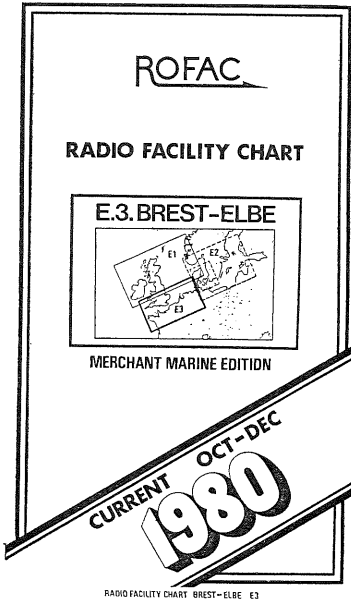 ROFAC
RADIO FACILITY CHART
E.3.BREST-ELBE
E1
E2
E3
MERCHANT MARINE EDITION
CURRENT OCT-DEC
1980
RADIO FACILITY CHART BREST-ELBE E3